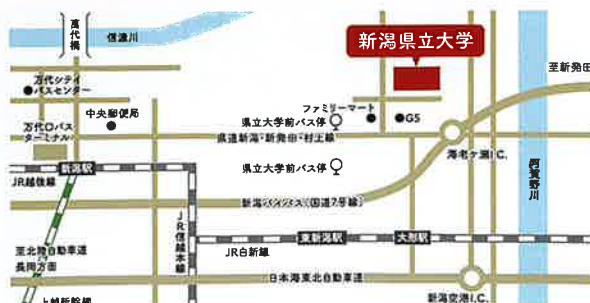 萬代橋
信濃川
新潟県立大学
至新発田
万代シテイ
バスセンター
中央郵便局
ファミリーマート
GS
県立大学前バス停
万代口バス
ターミナル
県道新潟・新発田・村上線
海老ヶ瀬I.C.
阿賀野川
新潟駅
県立大学前バス停
JR越後線
新潟バイパス(国道7号線)
JR信越本線
東新潟駅
大形駅
JR白新線
至北陸自動車道
長岡方面
日本海東北自動車道
新潟空港I.C.
上越新幹線